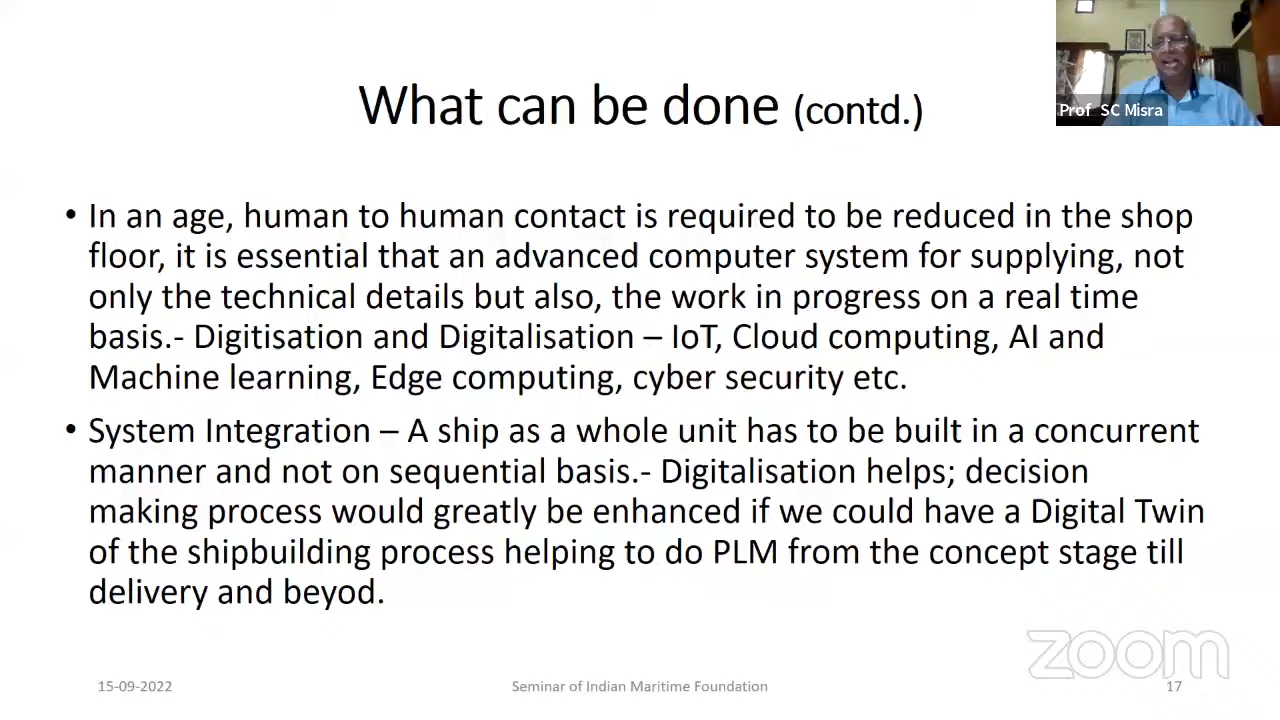 What can be done (contd.)
Prof SC Misra
• In an age, human to human contact is required to be reduced in the shop
floor, it is essential that an advanced computer system for supplying, not
only the technical details but also, the work in progress on a real time
basis.- Digitisation and Digitalisation – IoT, Cloud computing, AI and
Machine learning, Edge computing, cyber security etc.
• System Integration – A ship as a whole unit has to be built in a concurrent
manner and not on sequential basis.- Digitalisation helps; decision
making process would greatly be enhanced if we could have a Digital Twin
of the shipbuilding process helping to do PLM from the concept stage till
delivery and beyod.
zoom
15-09-2022
Seminar of Indian Maritime Foundation
17